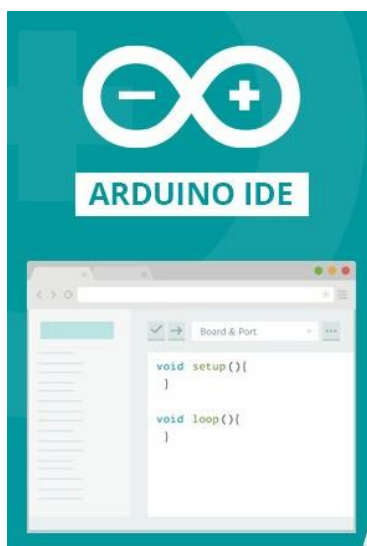 ARDUINO IDE
Board & Port
void setup(){
}
void loop(){
}